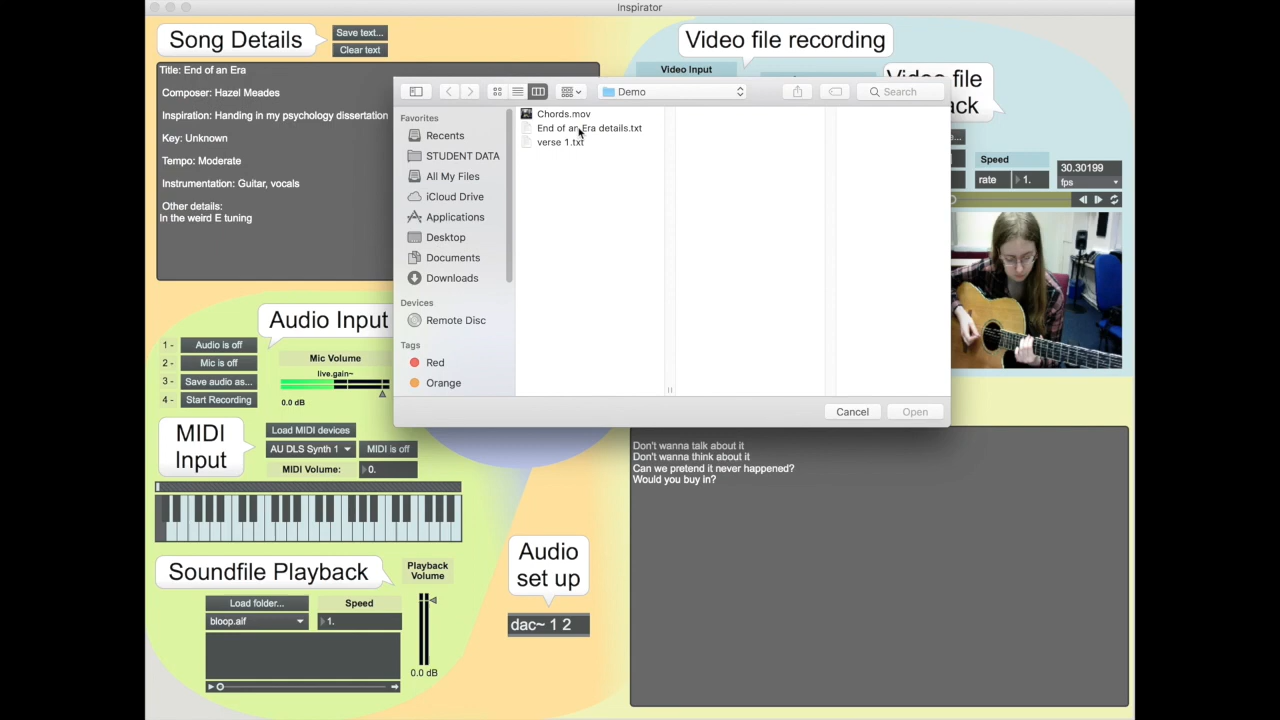 Inspirator
Song Details
Save text...
Clear text
Title: End of an Era
Composer: Hazel Meades
Inspiration: Handing in my psychology dissertation
Key: Unknown
Tempo: Moderate
Instrumentation: Guitar, vocals
Other details:
In the weird E tuning
Video file recording
Video Input
Video file
Speed
rate
1.
30.30199
fps
Demo
Search
Favorites
Recents
STUDENT DATA
All My Files
iCloud Drive
Applications
Desktop
Documents
Downloads
Devices
Remote Disc
Tags
Red
Orange
Chords.mov
End of an Era details.txt
verse 1.txt
Cancel
Open
Audio Input
1 - Audio is off
2 - Mic is off
3 - Save audio as...
4 - Start Recording
Mic Volume
live.gain~
0.0 dB
MIDI
Input
Load MIDI devices
AU DLS Synth 1
MIDI is off
MIDI Volume:
0.
Don't wanna talk about it
Don't wanna think about it
Can we pretend it never happened?
Would you buy in?
Soundfile Playback
Playback
Volume
Load folder...
Speed
bloop.aif
1.
0.0 dB
Audio
set up
dac~ 1 2